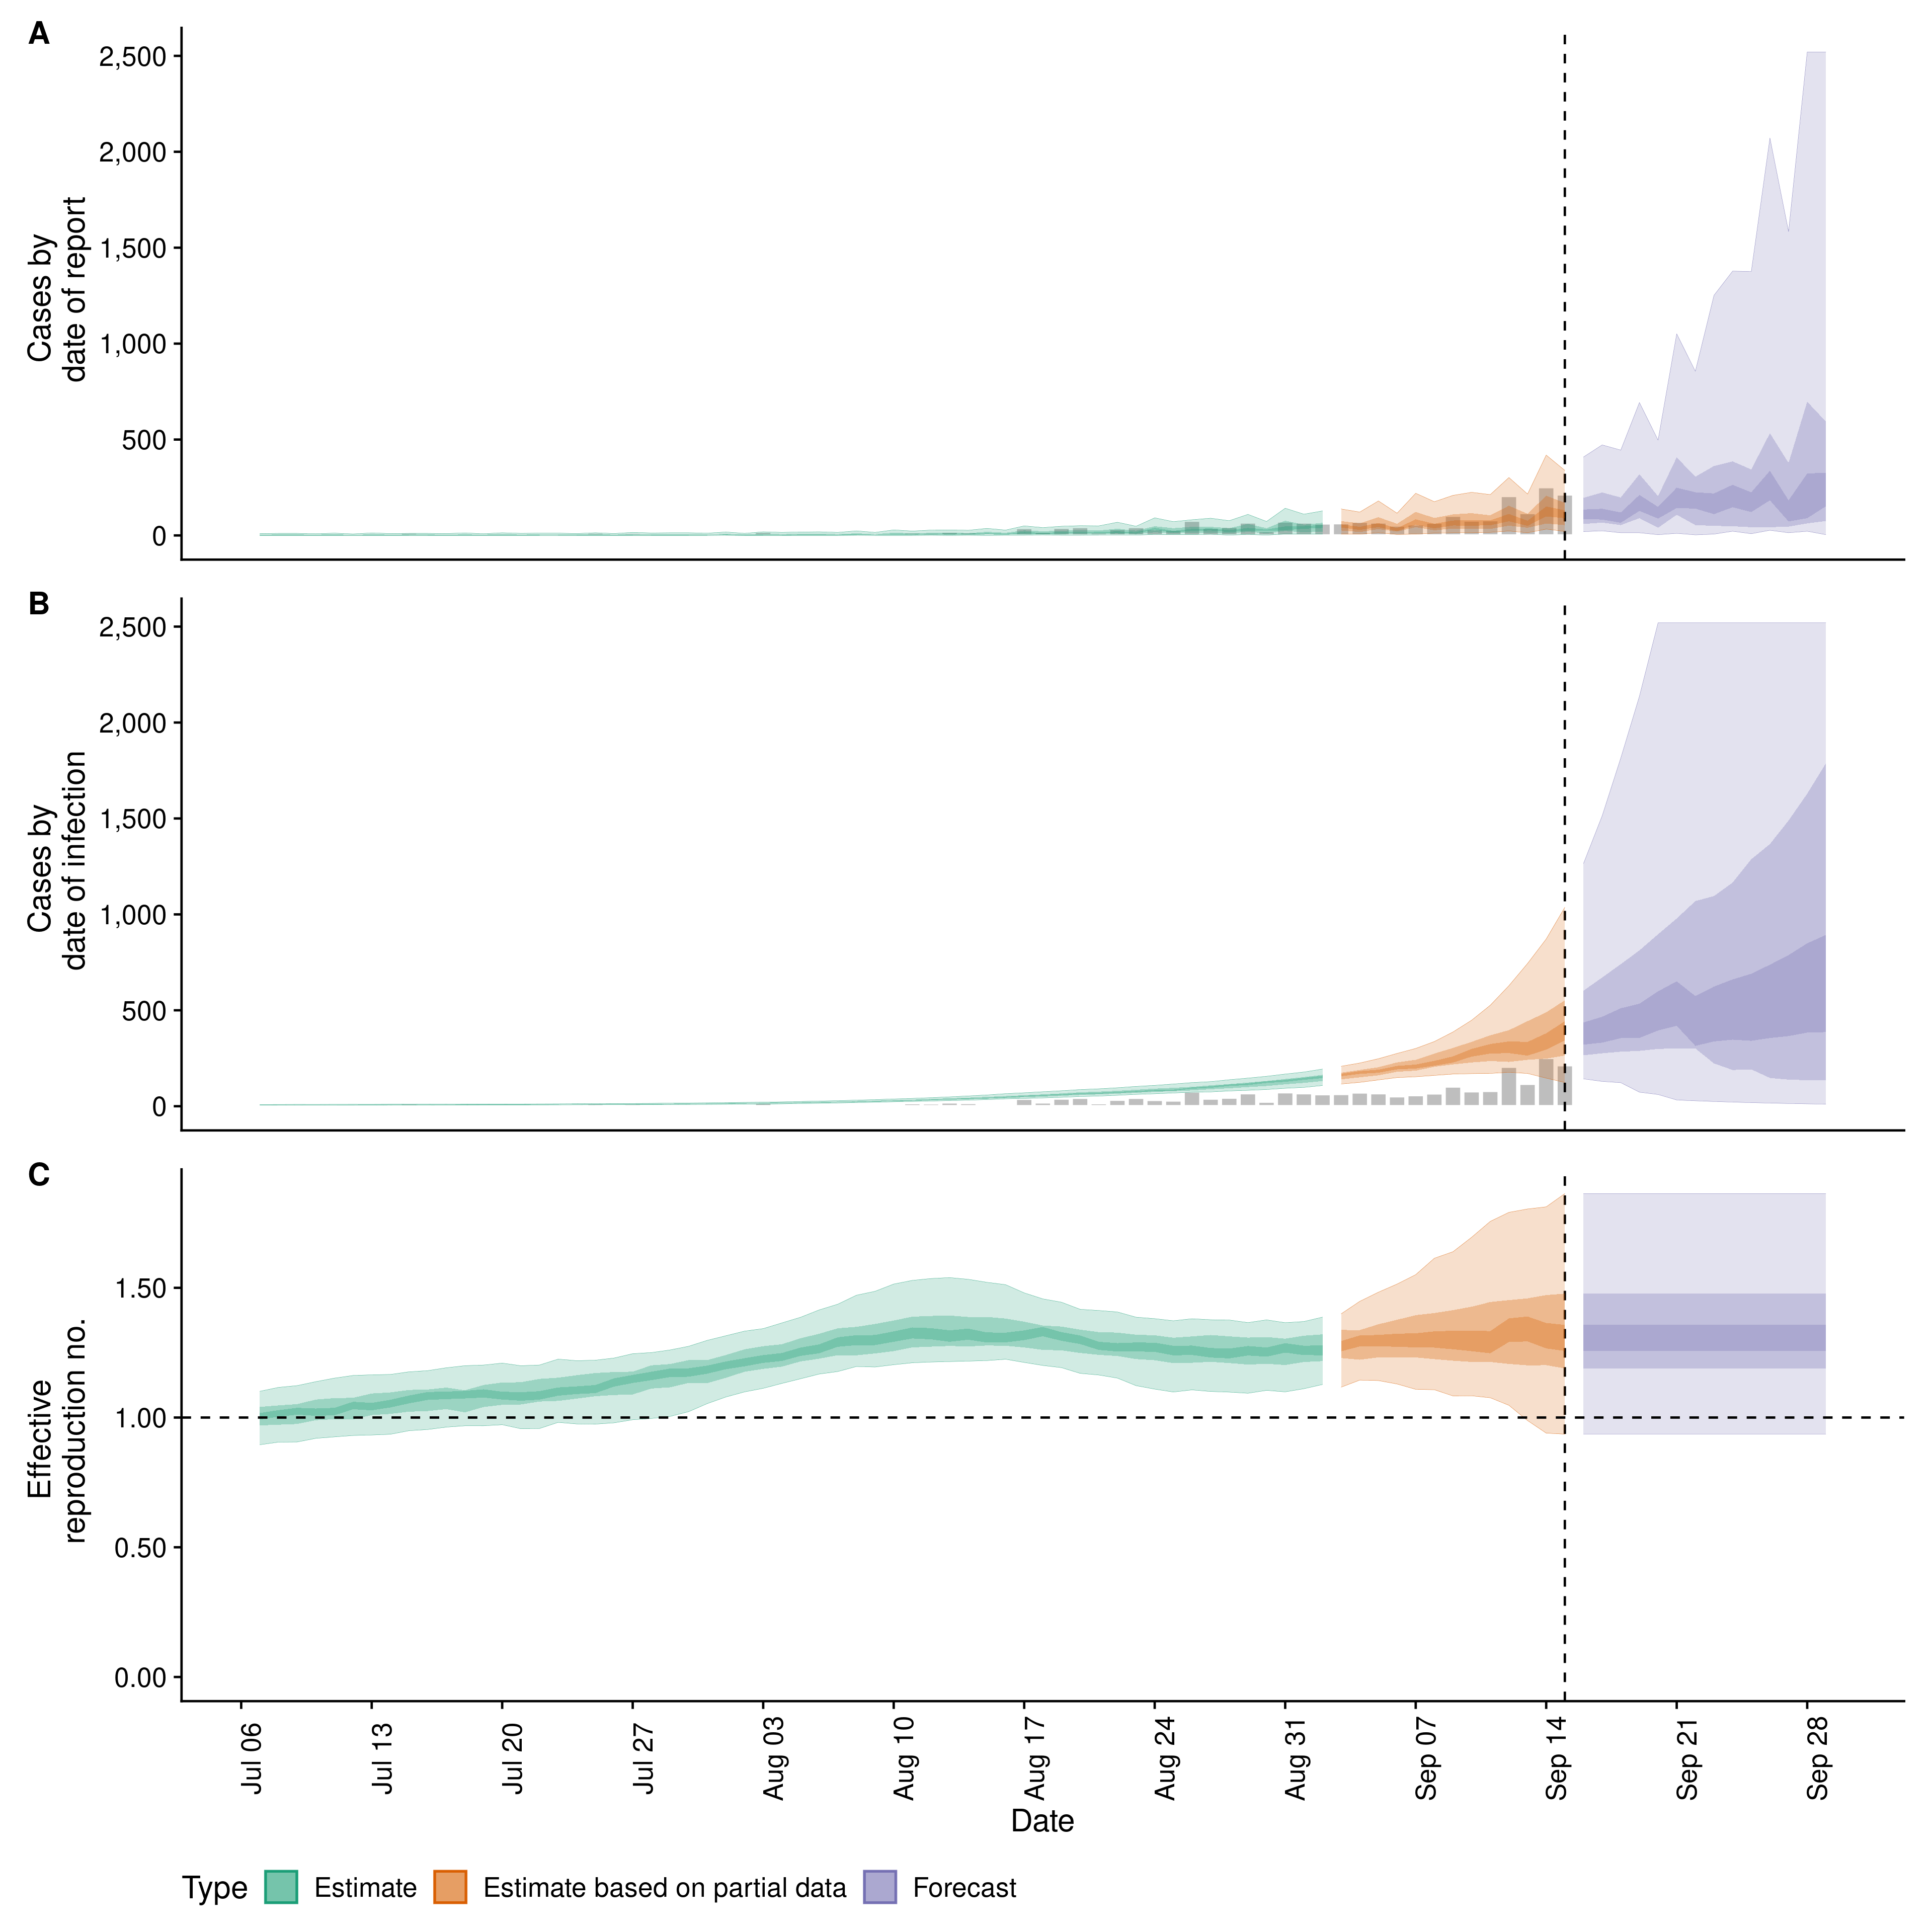 A
2,500
2,000
1,500
1,000
500
0
Cases by
date of report
B
2,500
2,000
1,500
1,000
500
0
Cases by
date of infection
C
1.50
1.00
0.50
0.00
Effective
reproduction no.
Jul 06
Jul 13
Jul 20
Jul 27
Aug 03
Aug 10
Aug 17
Aug 24
Aug 31
Sep 07
Sep 14
Sep 21
Sep 28
Date
Type Estimate Estimate based on partial data Forecast